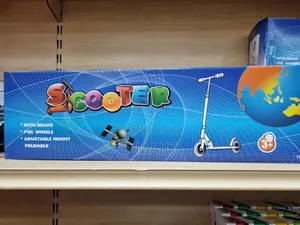 SCOOTER
• WITH BRAKE
• PVC WHEELS
• ADJUSTABLE HEIGHT
FOLDABLE
3+